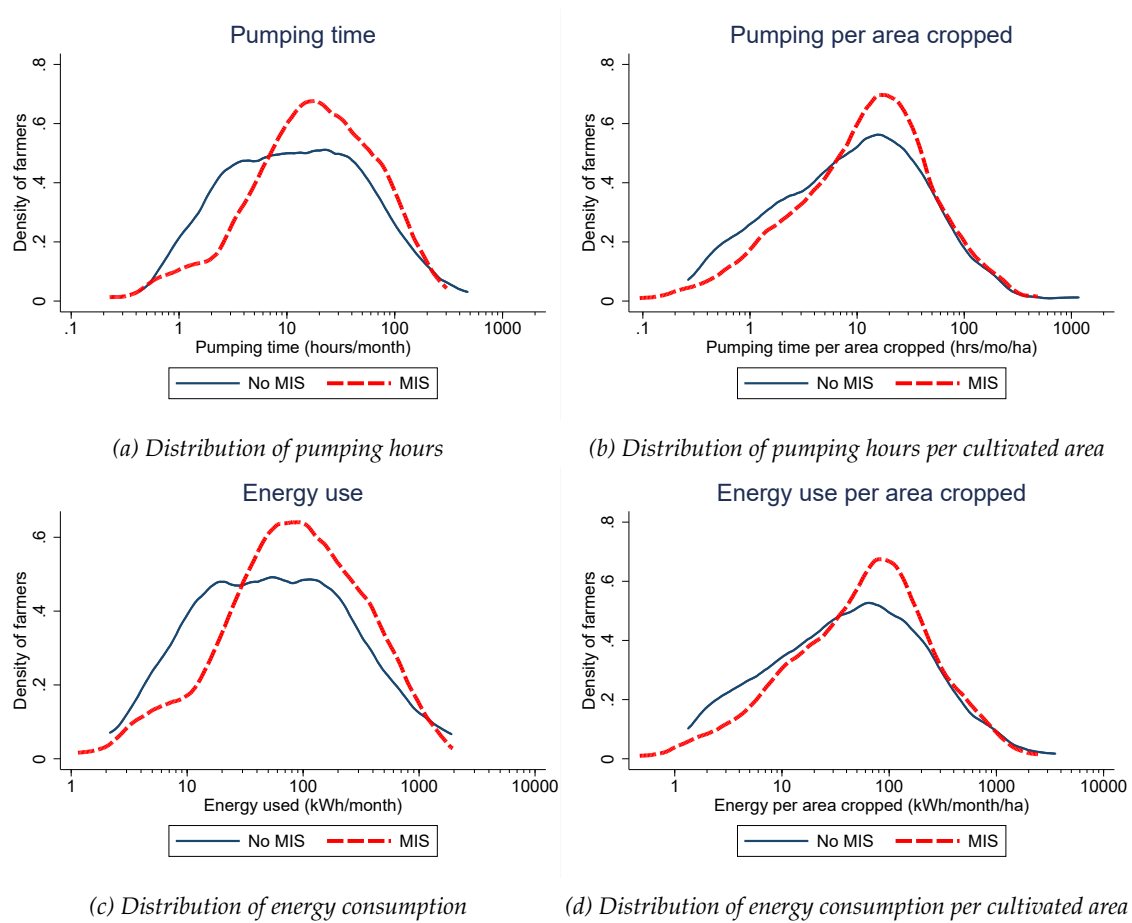 Pumping time
Density of farmers
0 .2 .4 .6 .8
.1 1 10 100 1000
Pumping time (hours/month)
No MIS MIS
(a) Distribution of pumping hours
Pumping per area cropped
Density of farmers
0 .2 .4 .6 .8
.1 1 10 100 1000
Pumping time per area cropped (hrs/mo/ha)
No MIS MIS
(b) Distribution of pumping hours per cultivated area
Energy use
Density of farmers
0 .2 .4 .6
1 10 100 1000 10000
Energy used (kWh/month)
No MIS MIS
(c) Distribution of energy consumption
Energy use per area cropped
Density of farmers
0 .2 .4 .6 .8
1 10 100 1000 10000
Energy per area cropped (kWh/month/ha)
No MIS MIS
(d) Distribution of energy consumption per cultivated area